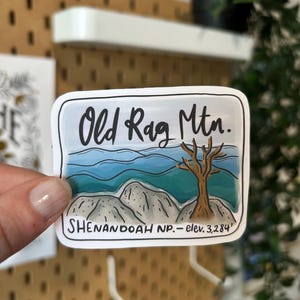 Old Rag Mtn.
SHENANDOAH NP. – elev. 3,284'